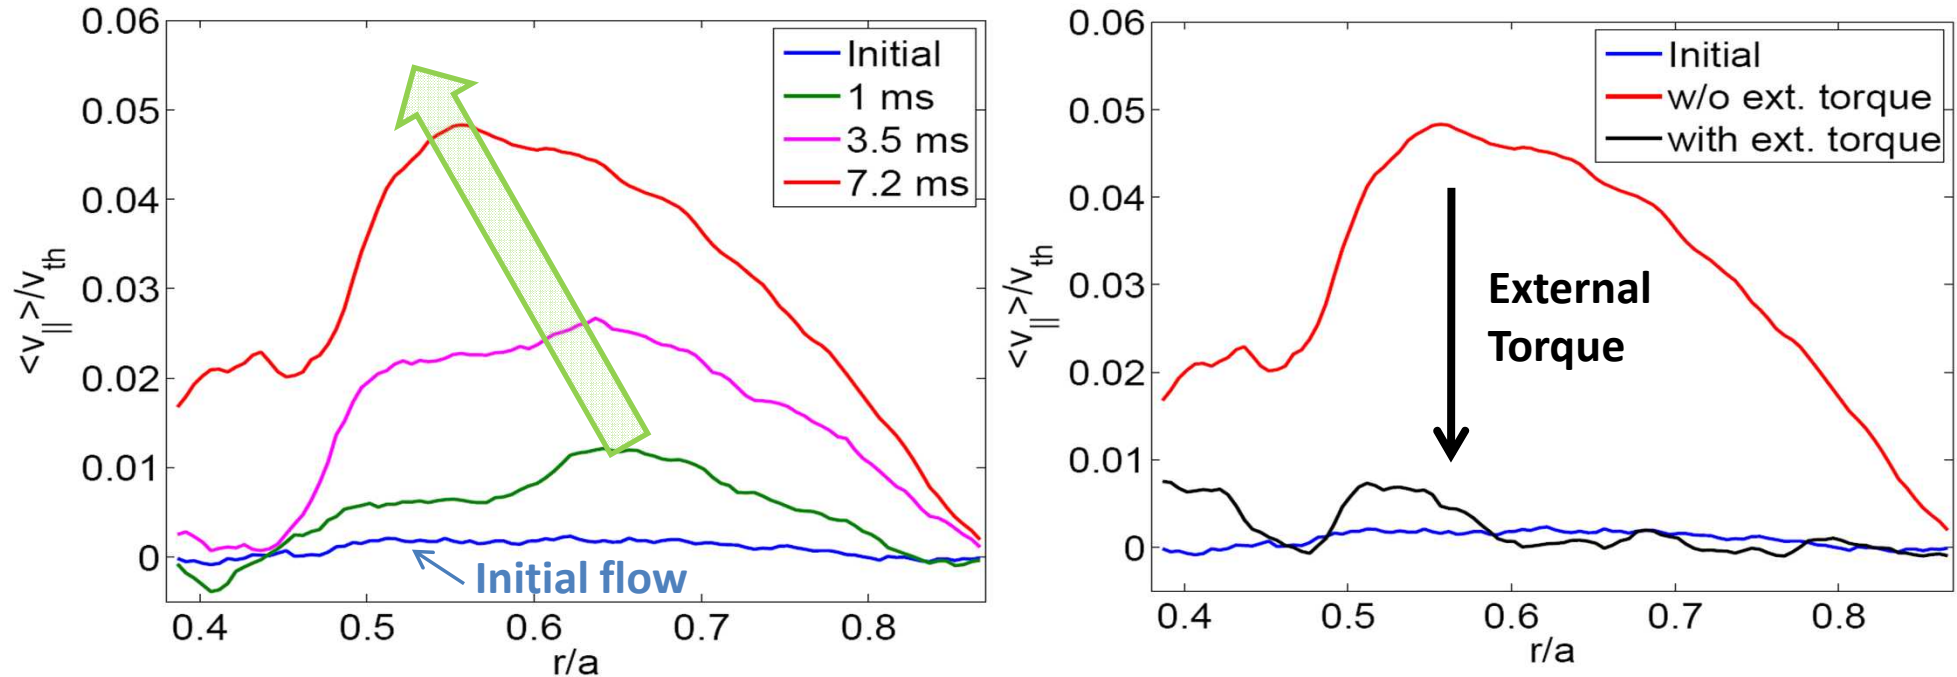 0.06
0.05
0.04
0.03
0.02
0.01
0
<v||>/vth
0.4 0.5 0.6 0.7 0.8
r/a
Initial
1 ms
3.5 ms
7.2 ms
Initial flow
0.06
0.05
0.04
0.03
0.02
0.01
0
<v||>/vth
0.4 0.5 0.6 0.7 0.8
r/a
Initial
w/o ext. torque
with ext. torque
External
Torque